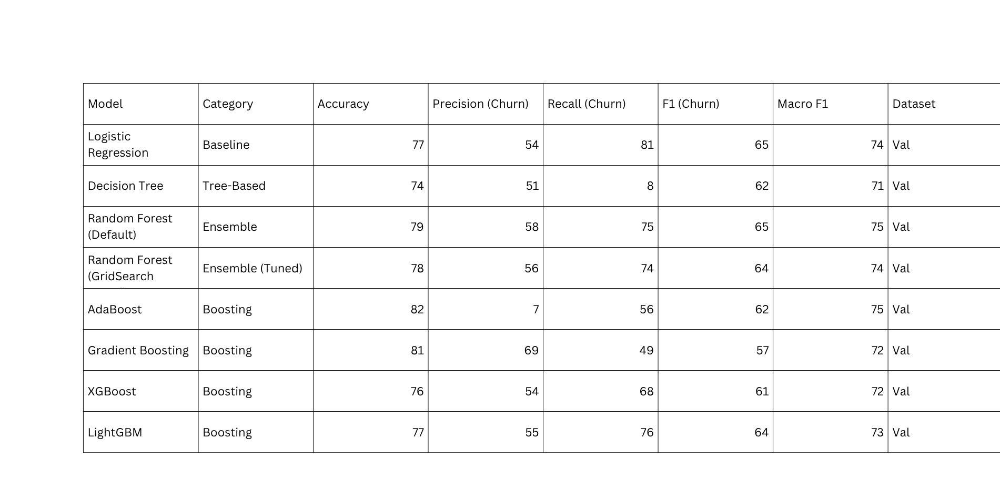 Model Category Accuracy Precision (Churn) Recall (Churn) F1 (Churn) Macro F1 Dataset
Logistic
Regression Baseline 77 54 81 65 74 Val
Decision Tree Tree-Based 74 51 8 62 71 Val
Random Forest
(Default) Ensemble 79 58 75 65 75 Val
Random Forest
(GridSearch Ensemble (Tuned) 78 56 74 64 74 Val
AdaBoost Boosting 82 7 56 62 75 Val
Gradient Boosting Boosting 81 69 49 57 72 Val
XGBoost Boosting 76 54 68 61 72 Val
LightGBM Boosting 77 55 76 64 73 Val